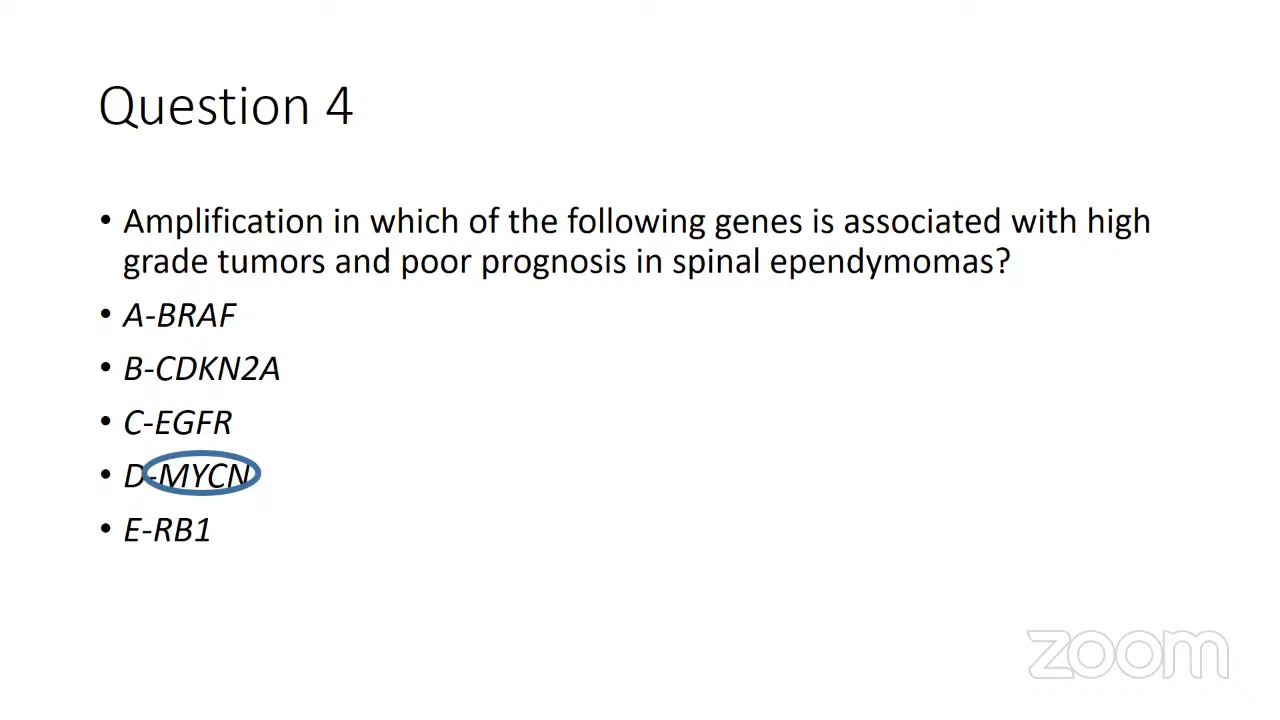 Question 4
• Amplification in which of the following genes is associated with high
grade tumors and poor prognosis in spinal ependymomas?
• A-BRAF
• B-CDKN2A
• C-EGFR
• D-MYCN
• E-RB1
zoom